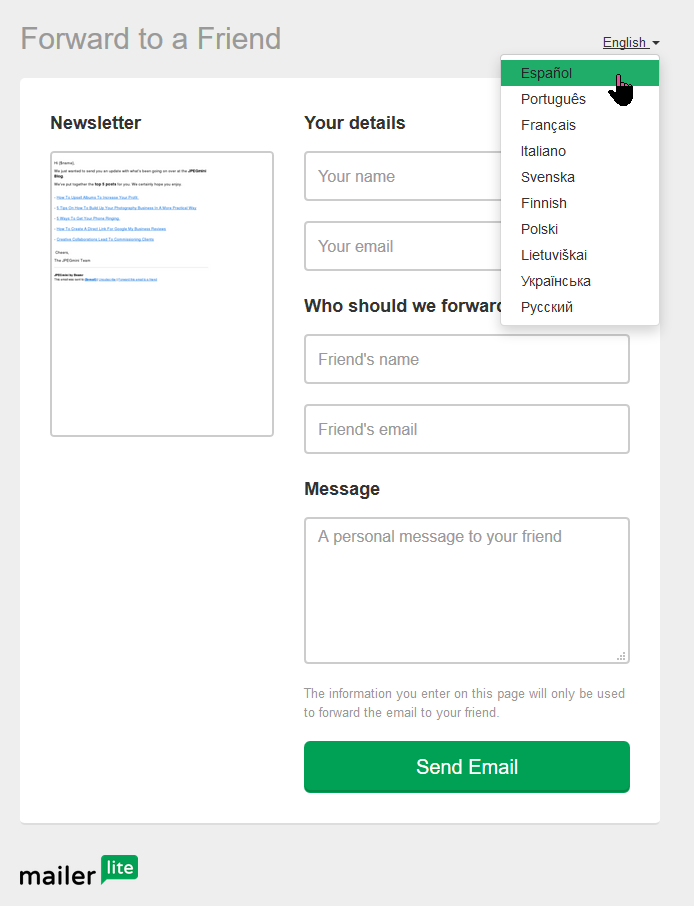 Forward to a Friend
English
Español
Português
Français
Italiano
Svenska
Finnish
Polski
Lietuviškai
Українська
Русский
Newsletter
Hi {$name},
We just wanted to send you an update with what's been going on over at the JPEGmini
Blog.
We've put together the top 5 posts for you. We certainly hope you enjoy.
- How To Upsell Albums To Increase Your Profit
- 5 Tips On How To Build Up Your Photography Business In A More Practical Way
- 5 Ways To Get Your Phone Ringing
- How To Create A Direct Link For Google My Business Reviews
- Creative Collaborations Lead To Commissioning Clients
Cheers,
The JPEGmini Team
Your details
Your name
Your email
Who should we forward
Friend's name
Friend's email
Message
A personal message to your friend
The information you enter on this page will only be used
to forward the email to your friend.
Send Email
mailer lite